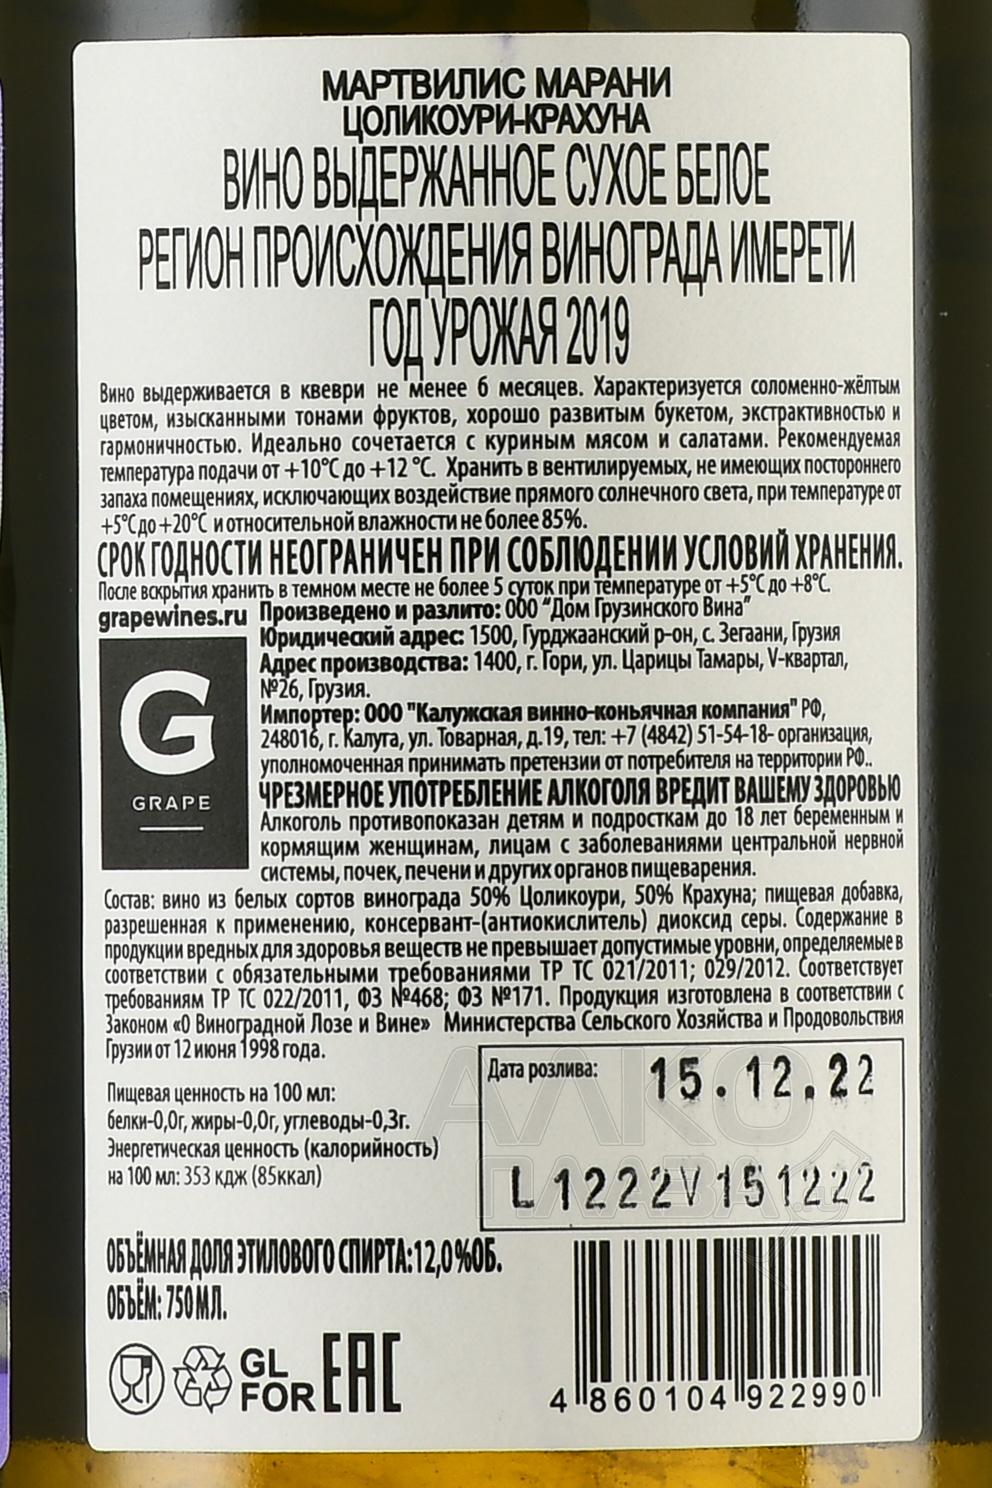 МАРТВИЛИС МАРАНИ
ЦОЛИКОУРИ-КРАХУНА
ВИНО ВЫДЕРЖАННОЕ СУХОЕ БЕЛОЕ
РЕГИОН ПРОИСХОЖДЕНИЯ ВИНОГРАДА ИМЕРЕТИ
ГОД УРОЖАЯ 2019
Вино выдерживается в квеври не менее 6 месяцев. Характеризуется соломенно-жёлтым
цветом, изысканными тонами фруктов, хорошо развитым букетом, экстрактивностью и
гармоничностью. Идеально сочетается с куриным мясом и салатами. Рекомендуемая
температура подачи от +10°С до +12 °С. Хранить в вентилируемых, не имеющих постороннего
запаха помещениях, исключающих воздействие прямого солнечного света, при температуре от
+5°С до +20°С и относительной влажности не более 85%.
СРОК ГОДНОСТИ НЕОГРАНИЧЕН ПРИ СОБЛЮДЕНИИ УСЛОВИЙ ХРАНЕНИЯ.
После вскрытия хранить в темном месте не более 5 суток при температуре от +5°С до +8°С.
grapewines.ru
G
GRAPE
Произведено и разлито: ООО "Дом Грузинского Вина"
Юридический адрес: 1500, Гурджаанский р-он, с. Зегаани, Грузия
Адрес производства: 1400, г. Гори, ул. Царицы Тамары, V-квартал,
№26, Грузия.
Импортер: ООО "Калужская винно-коньячная компания" РФ,
248016, г. Калуга, ул. Товарная, д.19, тел: +7 (4842) 51-54-18- организация,
уполномоченная принимать претензии от потребителя на территории РФ..
ЧРЕЗМЕРНОЕ УПОТРЕБЛЕНИЕ АЛКОГОЛЯ ВРЕДИТ ВАШЕМУ ЗДОРОВЬЮ
Алкоголь противопоказан детям и подросткам до 18 лет беременным и
кормящим женщинам, лицам с заболеваниями центральной нервной
системы, почек, печени и других органов пищеварения.
Состав: вино из белых сортов винограда 50% Цоликоури, 50% Крахуна; пищевая добавка,
разрешенная к применению, консервант-(антиокислитель) диоксид серы. Содержание в
продукции вредных для здоровья веществ не превышает допустимые уровни, определяемые в
соответствии с обязательными требованиями ТР ТС 021/2011; 029/2012. Соответствует
требованиям ТР ТС 022/2011, ФЗ №468; ФЗ №171. Продукция изготовлена в соответствии с
Законом «О Виноградной Лозе и Вине» Министерства Сельского Хозяйства и Продовольствия
Грузии от 12 июня 1998 года.
Дата розлива: 15.12.22
L1222V151222
Пищевая ценность на 100 мл:
белки-0,0г, жиры-0,0г, углеводы-0,3г.
Энергетическая ценность (калорийность)
на 100 мл: 353 кдж (85ккал)
ОБЪЁМНАЯ ДОЛЯ ЭТИЛОВОГО СПИРТА:12,0%ОБ.
ОБЪЁМ: 750 МЛ.
GL
FOR
EAC
4 860104 922990
АЛКО
ПЛАЗА